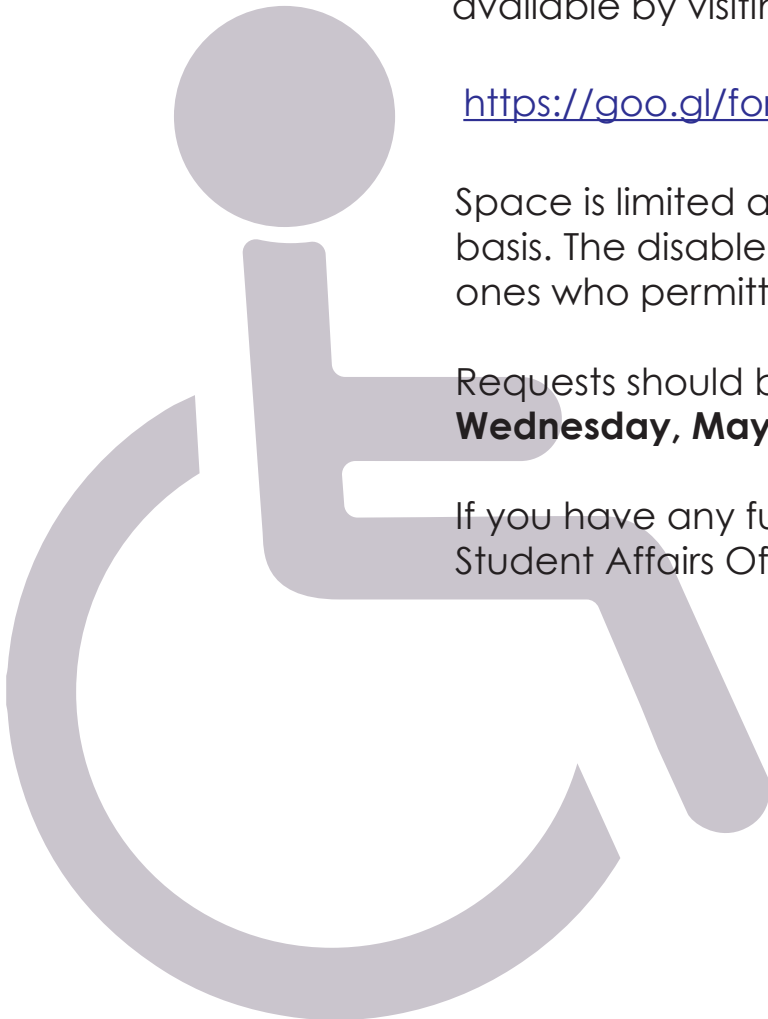 available by visiting
https://goo.gl/for
Space is limited a
basis. The disable
ones who permitt
Requests should b
Wednesday, May
If you have any fu
Student Affairs Of